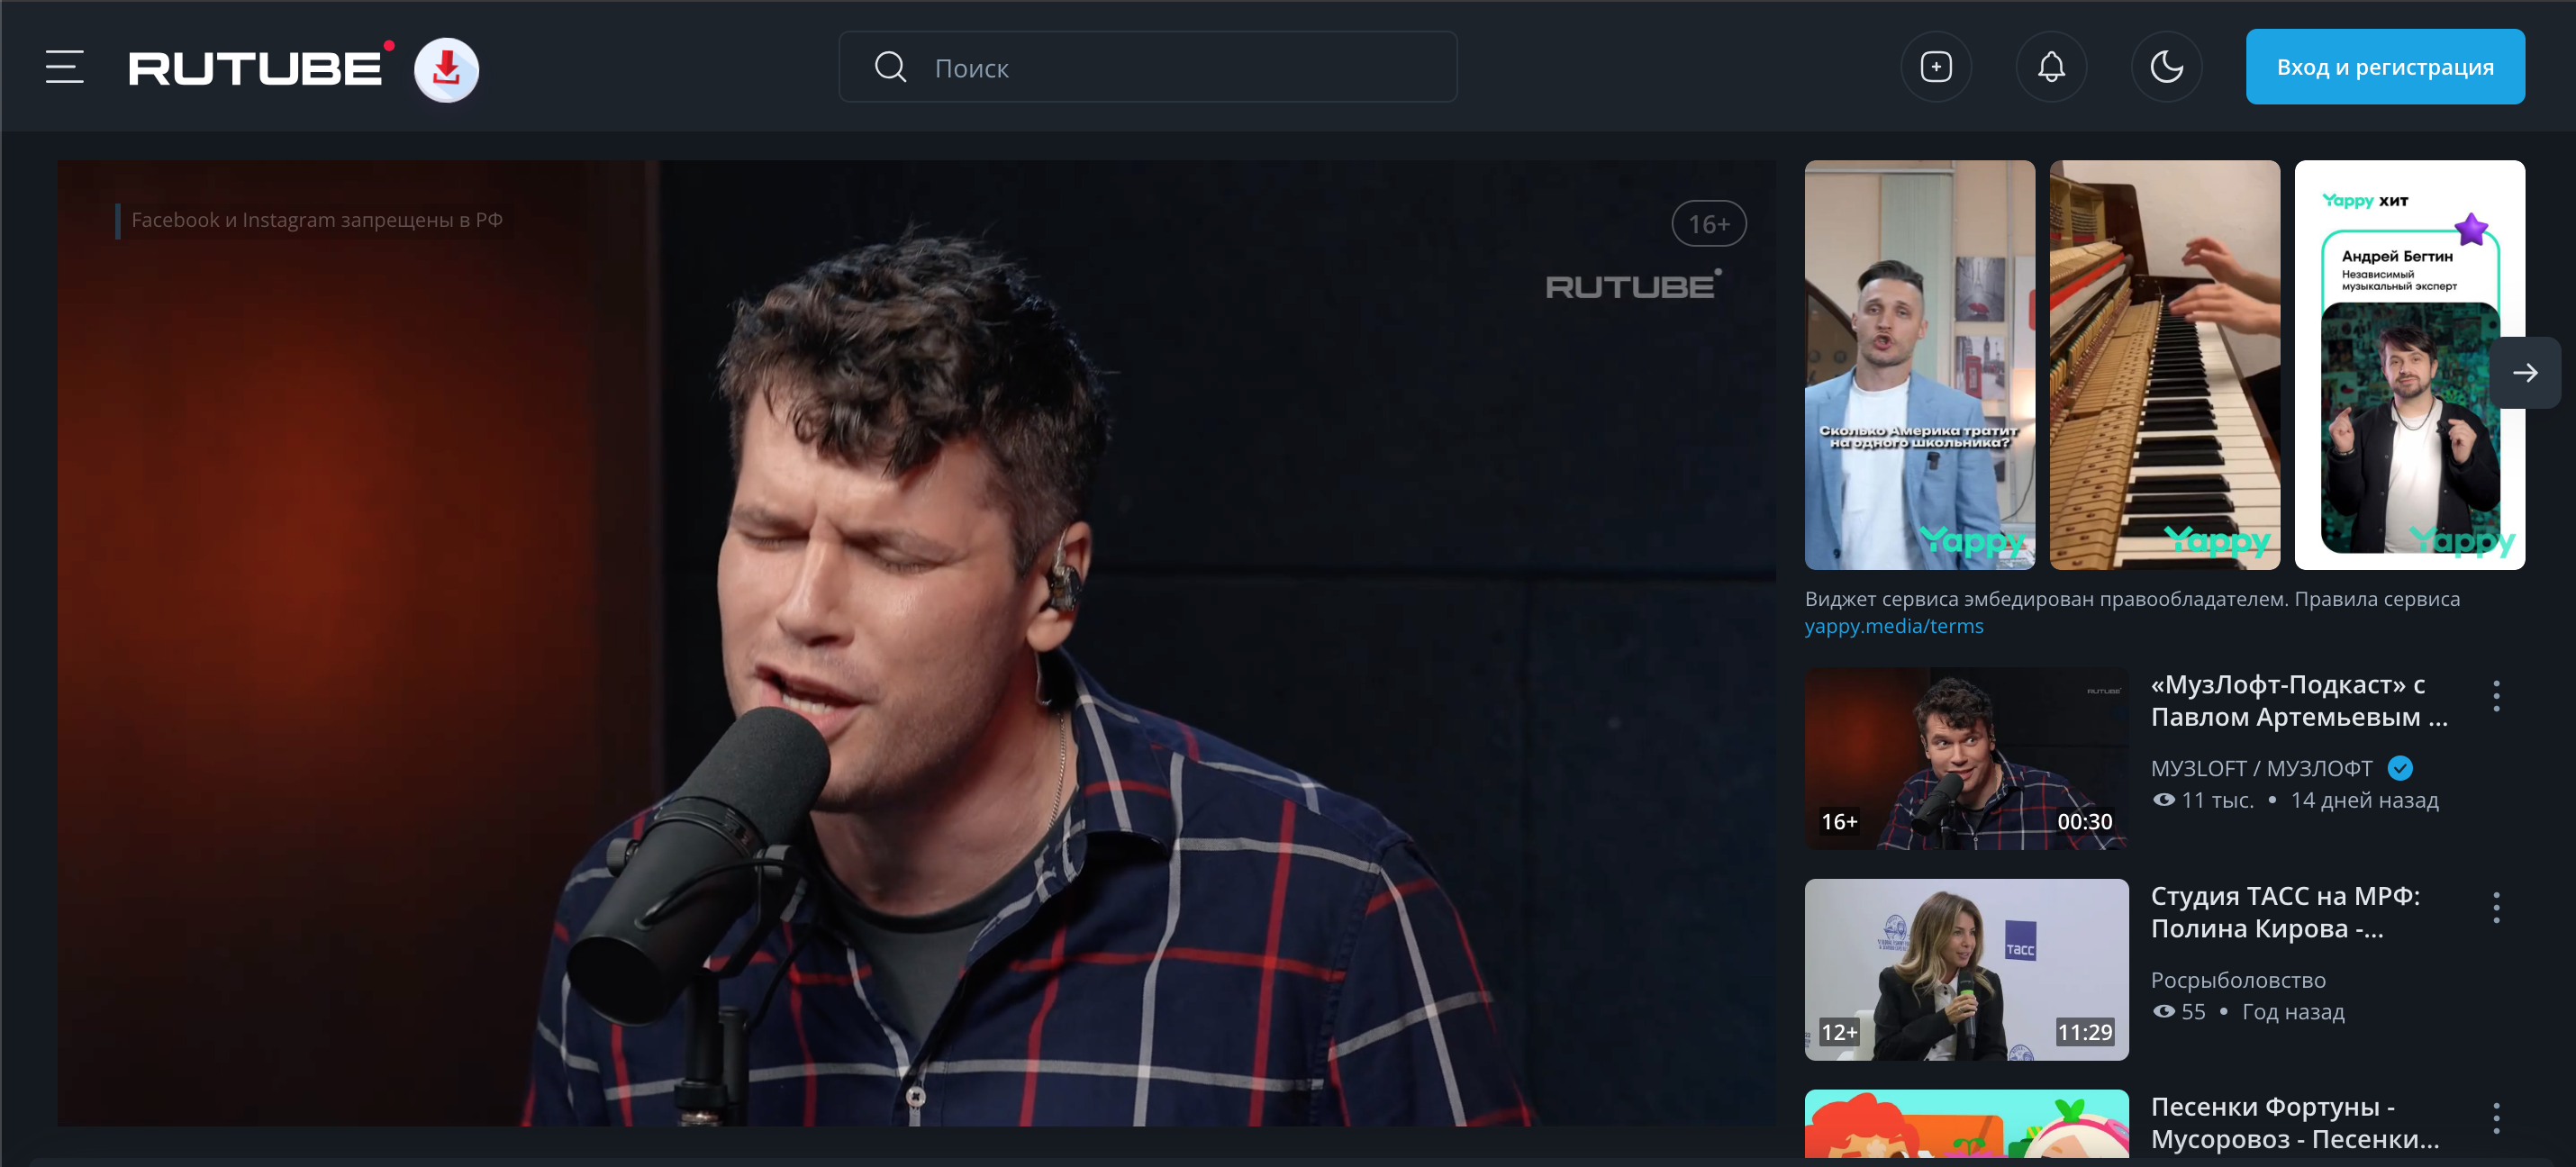 RUTUBE
Поиск
Вход и регистрация
Facebook и Instagram запрещены в РФ
16+
RUTUBE
Сколько Америка тратит
на одного школьника?
Yappy
Yappy
Yappy хит
Андрей Бегтин
Независимый
музыкальный эксперт
Yappy
Виджет сервиса эмбедирован правообладателем. Правила сервиса
yappy.media/terms
RUTUBE
16+
00:30
«МузЛофт-Подкаст» с
Павлом Артемьевым ...
МУЗLOFT / МУЗЛОФТ
11 тыс. • 14 дней назад
ТАСС
12+
11:29
Студия ТАСС на МРФ:
Полина Кирова -...
Росрыболовство
55 • Год назад
Песенки Фортуны -
Мусоровоз - Песенки...